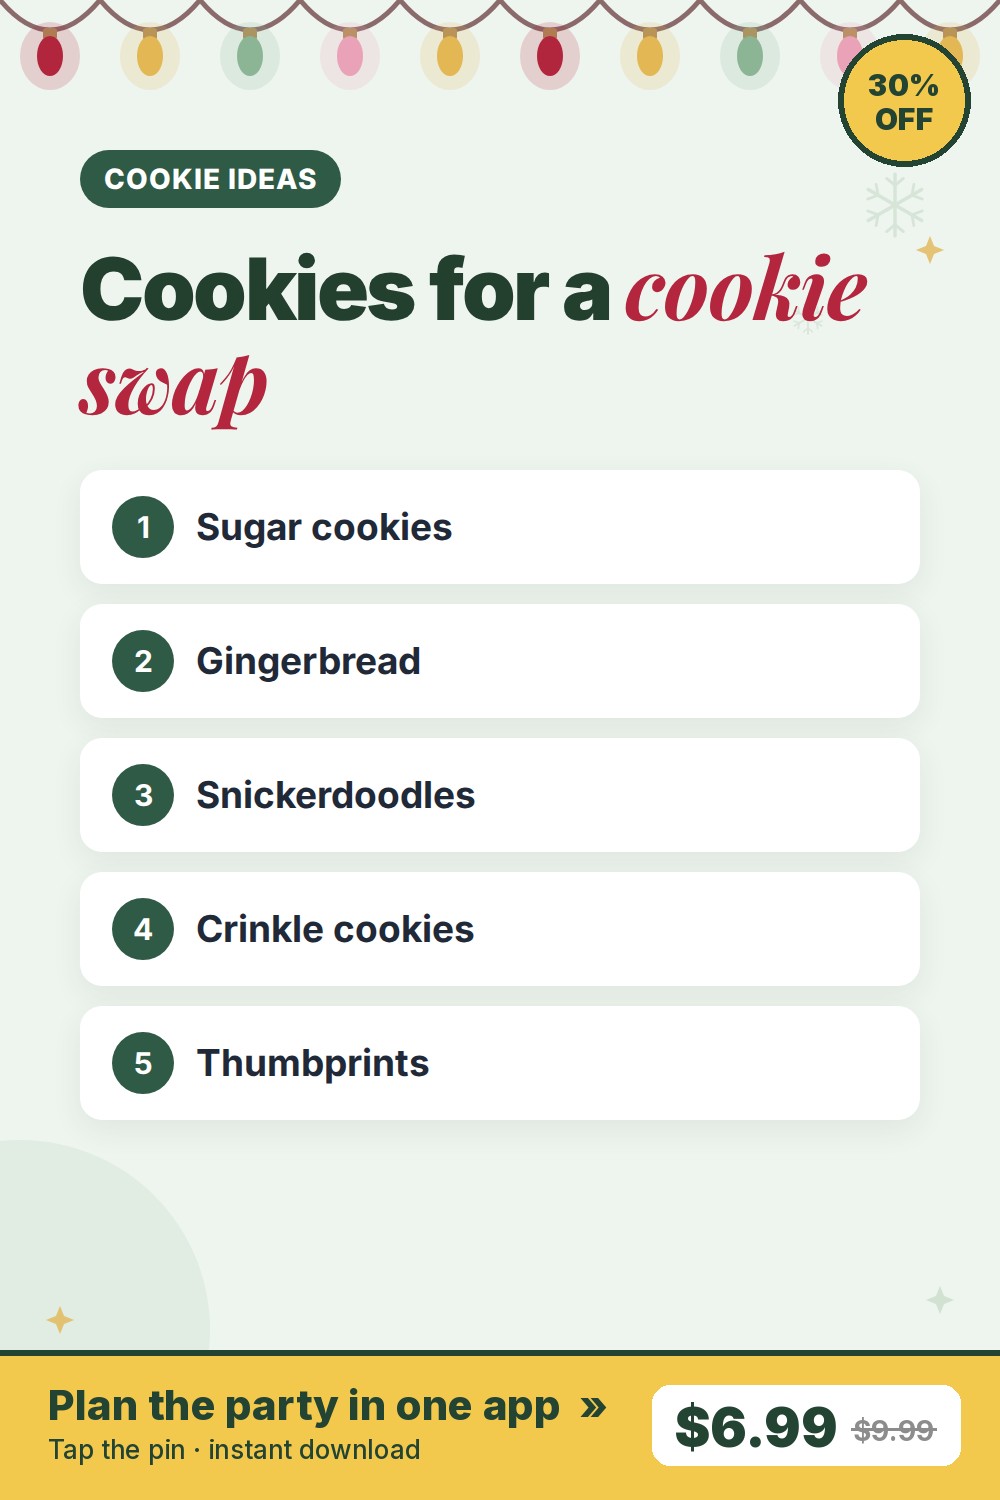 30%
OFF
COOKIE IDEAS
Cookies for a cookie
swap
1 Sugar cookies
2 Gingerbread
3 Snickerdoodles
4 Crinkle cookies
5 Thumbprints
Plan the party in one app »
Tap the pin · instant download
$6.99 $9.99